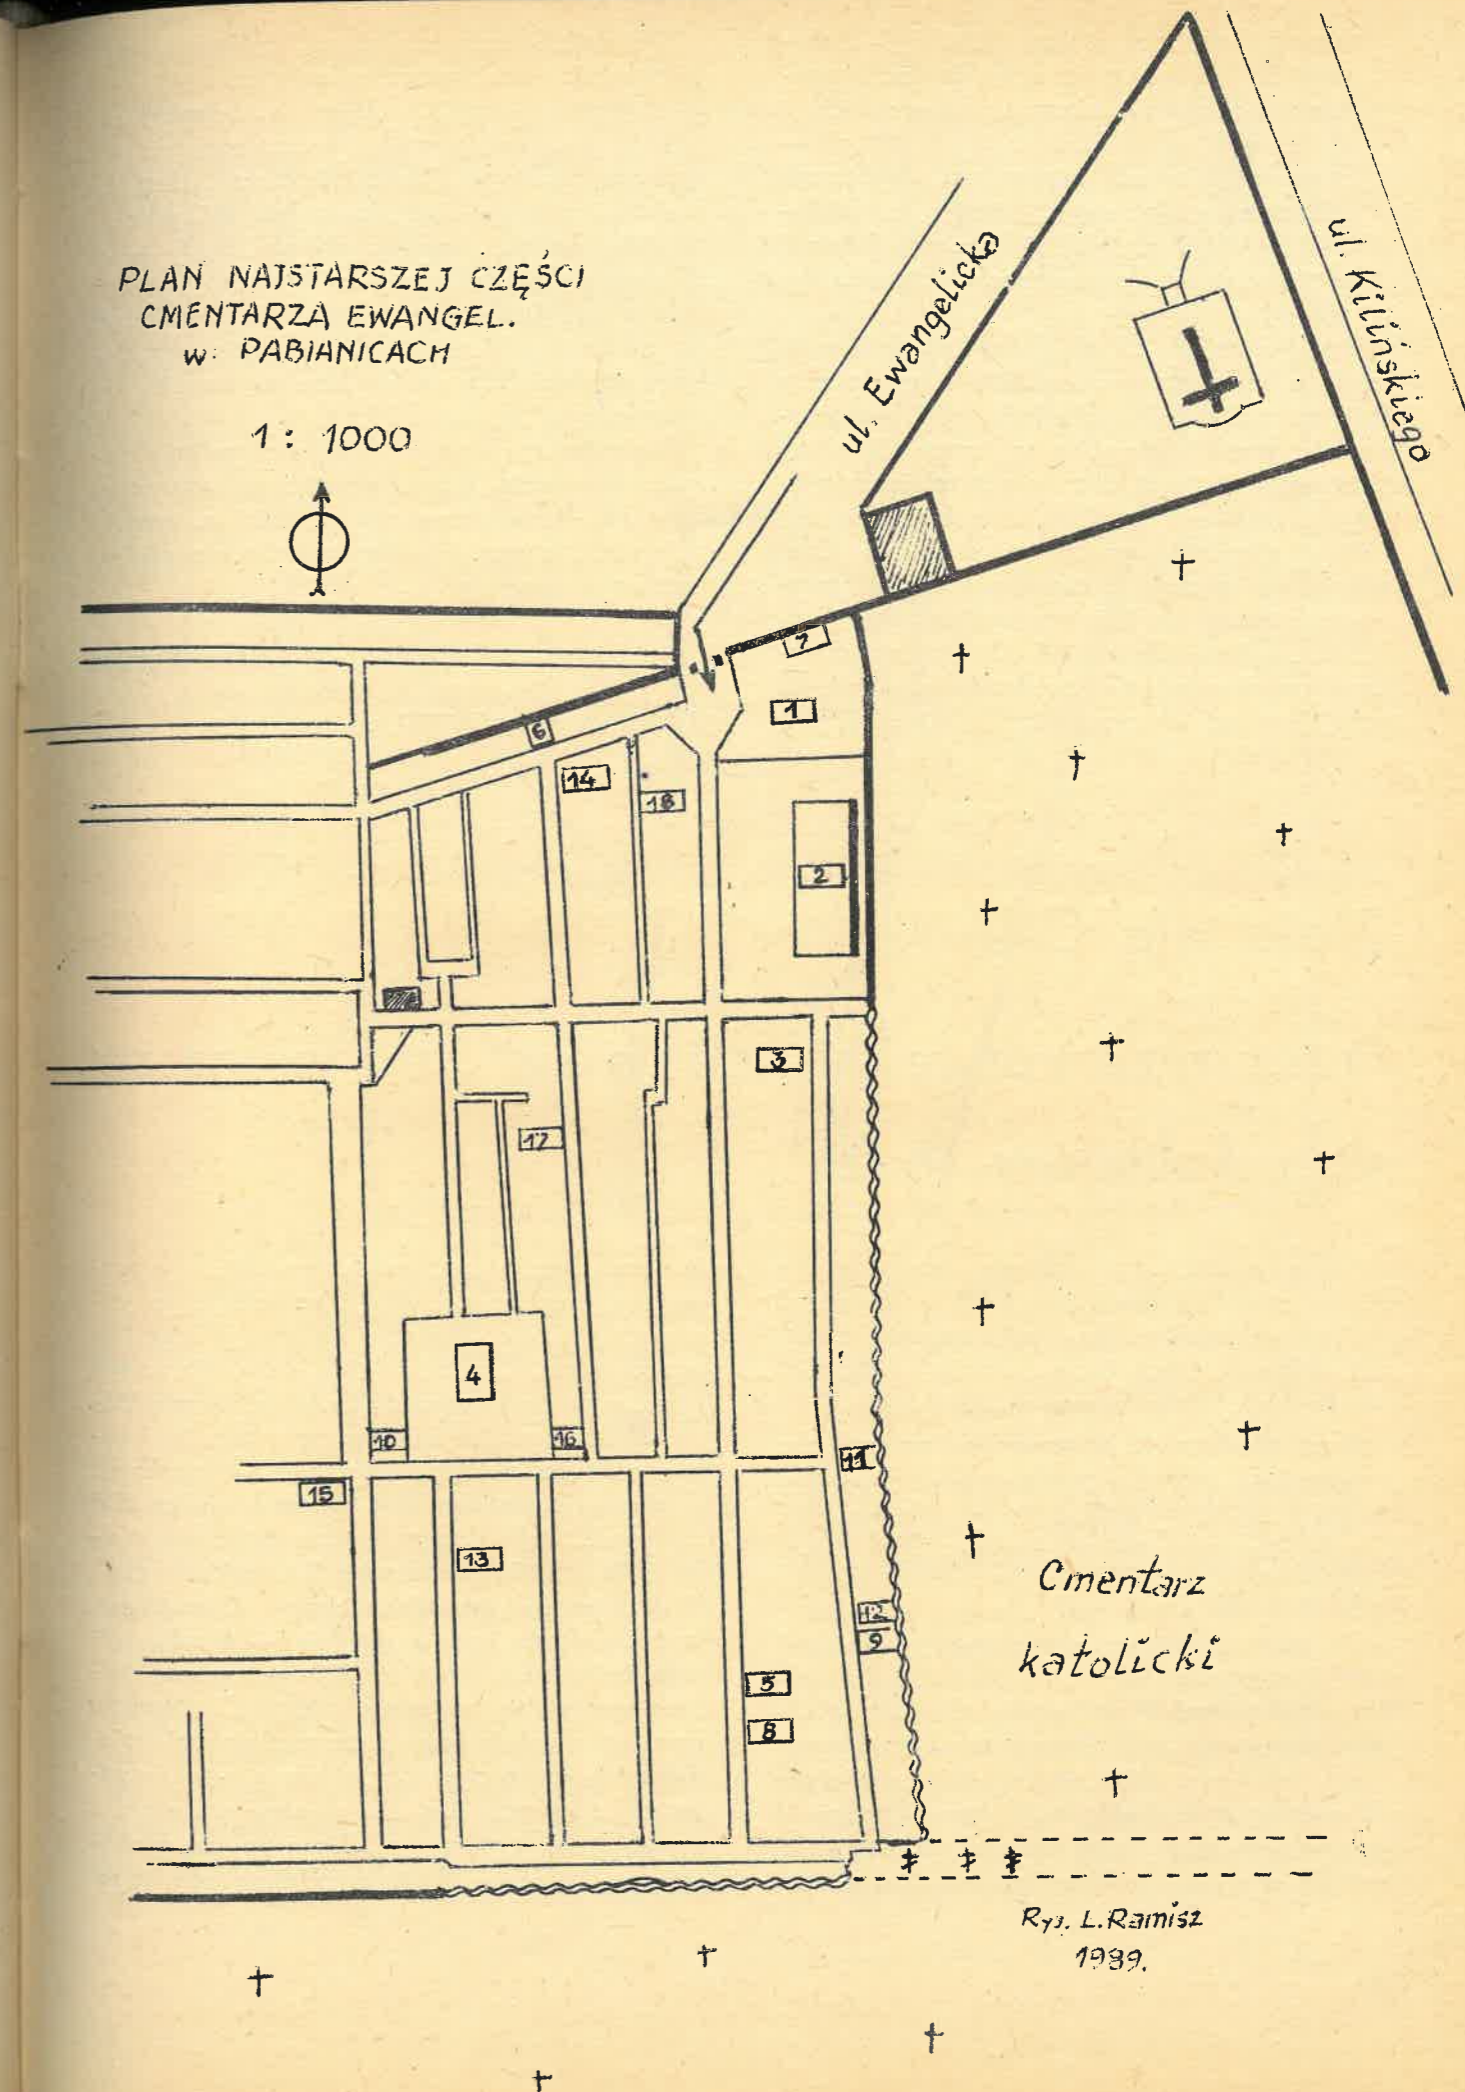 PLAN NAJSTARSZEJ CZĘŚCI
CMENTARZA EWANGEL.
w. PABIANICACH
1 : 1000
ul. Ewangelicka
ul. Kilińskiego
7
1
6
14
18
2
3
17
4
10
16
11
15
13
12
9
5
8
Cmentarz
katolicki
Rys. L. Ramisz
1989.